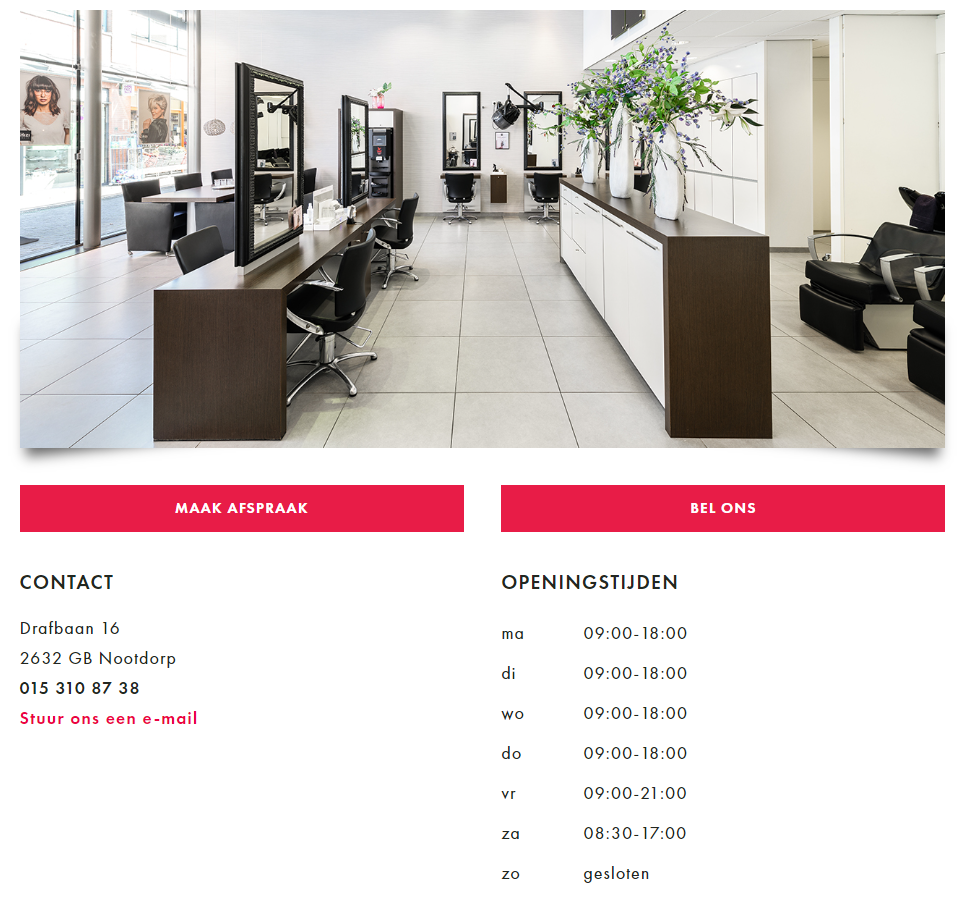 MAAK AFSPRAAK
BEL ONS
CONTACT
Drafbaan 16
2632 GB Nootdorp
015 310 87 38
Stuur ons een e-mail
OPENINGSTIJDEN
ma 09:00-18:00
di 09:00-18:00
wo 09:00-18:00
do 09:00-18:00
vr 09:00-21:00
za 08:30-17:00
zo gesloten